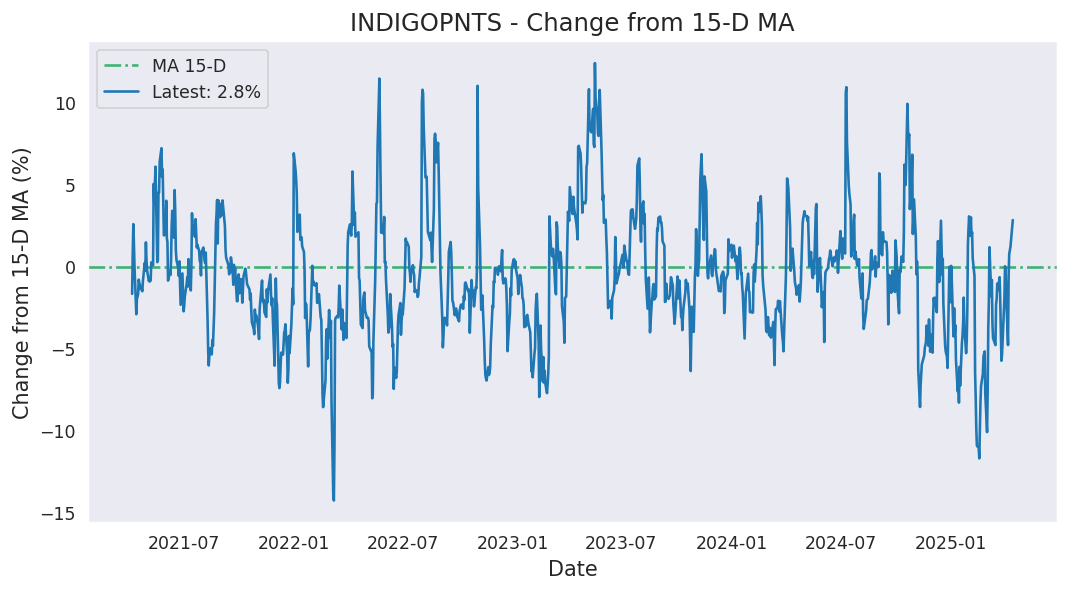 INDIGOPNTS - Change from 15-D MA
MA 15-D
Latest: 2.8%
Change from 15-D MA (%)
10
5
0
−5
−10
−15
2021-07 2022-01 2022-07 2023-01 2023-07 2024-01 2024-07 2025-01
Date